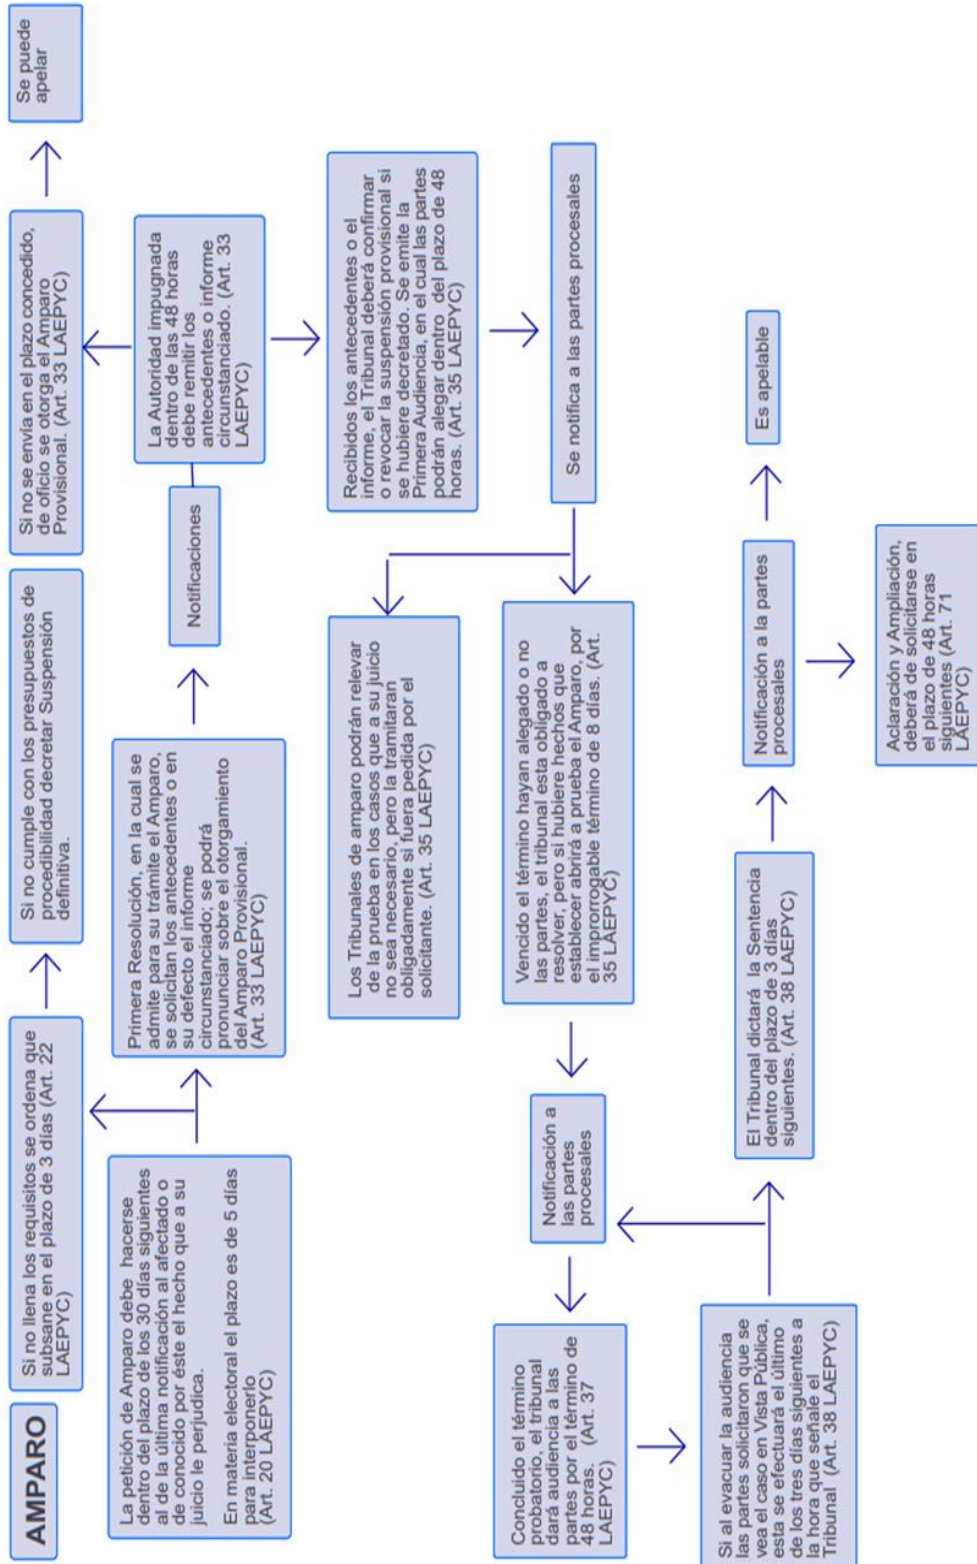 AMPARO
Si no llena los requisitos se ordena que
subsane en el plazo de 3 días (Art. 22
LAEPYC)
Si no cumple con los presupuestos de
procedibilidad decretar Suspensión
definitiva.
Si no se envía en el plazo concedido,
de oficio se otorga el Amparo
Provisional. (Art. 33 LAEPYC)
Se puede
apelar
La petición de Amparo debe hacerse
dentro del plazo de los 30 días siguientes
al de la última notificación al afectado o
de conocido por éste el hecho que a su
juicio le perjudica.
En materia electoral el plazo es de 5 días
para interponerlo
(Art. 20 LAEPYC)
Primera Resolución, en la cual se
admite para su trámite el Amparo,
se solicitan los antecedentes o en
su defecto el informe
circunstanciado; se podrá
pronunciar sobre el otorgamiento
del Amparo Provisional.
(Art. 33 LAEPYC)
Notificaciones
La Autoridad impugnada
dentro de las 48 horas
debe remitir los
antecedentes o informe
circunstanciado. (Art. 33
LAEPYC)
Recibidos los antecedentes o el
informe, el Tribunal deberá confirmar
o revocar la suspensión provisional si
se hubiere decretado. Se emite la
Primera Audiencia, en el cual las partes
podrán alegar dentro del plazo de 48
horas. (Art. 35 LAEPYC)
Se notifica a las partes procesales
Los Tribunales de amparo podrán relevar
de la prueba en los casos que a su juicio
no sea necesario, pero la tramitaran
obligadamente si fuera pedida por el
solicitante. (Art. 35 LAEPYC)
Vencido el término hayan alegado o no
las partes, el tribunal esta obligado a
resolver, pero si hubiere hechos que
establecer abrirá a prueba el Amparo, por
el improrrogable término de 8 días. (Art.
35 LAEPYC)
Notificación a
las partes
procesales
Concluido el término
probatorio, el tribunal
dará audiencia a las
partes por el término de
48 horas. (Art. 37
LAEPYC)
Si al evacuar la audiencia
las partes solicitaron que se
vea el caso en Vista Pública,
esta se efectuará el último
de los tres días siguientes a
la hora que señale el
Tribunal (Art. 38 LAEPYC)
El Tribunal dictará la Sentencia
dentro del plazo de 3 días
siguientes. (Art. 38 LAEPYC)
Notificación a la partes
procesales
Es apelable
Aclaración y Ampliación,
deberá de solicitarse en
el plazo de 48 horas
siguientes (Art. 71
LAEPYC)